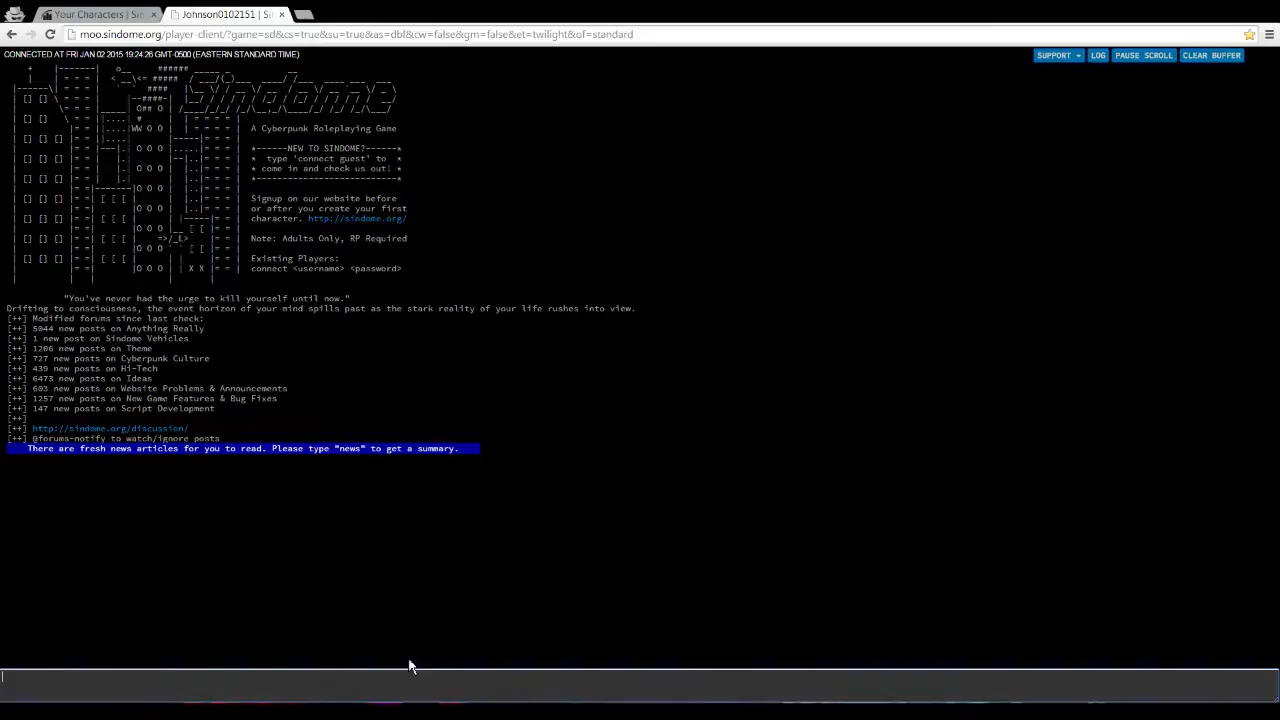 Your Characters | Sin
Johnson0102151 | Sin
moo.sindome.org/player-client/?game=sd&cs=true&su=true&as=dbl&cw=false&gm=false&et=twilight&of=standard
CONNECTED AT FRI JAN 02 2015 19:24:26 GMT-0500 (EASTERN STANDARD TIME)
SUPPORT LOG PAUSE SCROLL CLEAR BUFFER
Sindome
A Cyberpunk Roleplaying Game
*------NEW TO SINDOME?------*
* type 'connect guest' to *
* come in and check us out! *
*---------------------------*
Signup on our website before
or after you create your first
character. http://sindome.org/
Note: Adults Only, RP Required
Existing Players:
connect <username> <password>
"You've never had the urge to kill yourself until now."
Drifting to consciousness, the event horizon of your mind spills past as the stark reality of your life rushes into view.
[++] Modified forums since last check:
[++] 5044 new posts on Anything Really
[++] 1 new post on Sindome Vehicles
[++] 1206 new posts on Theme
[++] 727 new posts on Cyberpunk Culture
[++] 439 new posts on Hi-Tech
[++] 6473 new posts on Ideas
[++] 603 new posts on Website Problems & Announcements
[++] 1257 new posts on New Game Features & Bug Fixes
[++] 147 new posts on Script Development
[++]
[++] http://sindome.org/discussion/
[++] @forums-notify to watch/ignore posts
There are fresh news articles for you to read. Please type "news" to get a summary.